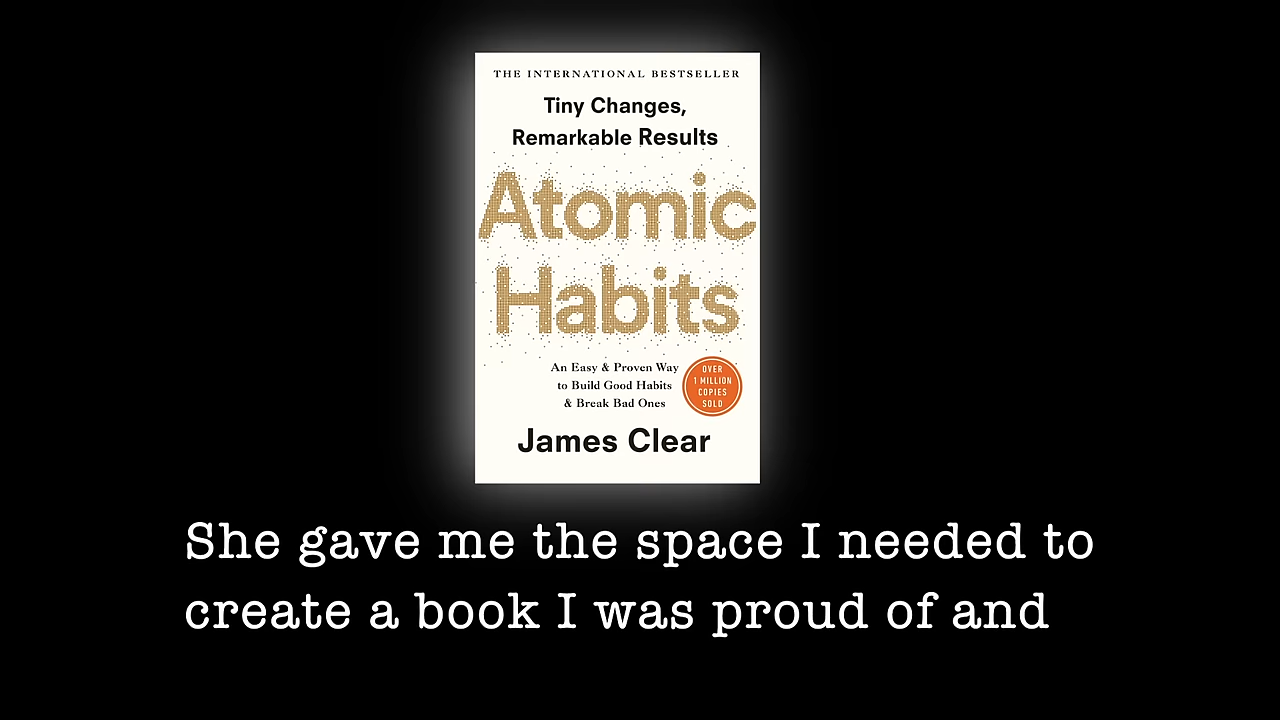 THE INTERNATIONAL BESTSELLER
Tiny Changes,
Remarkable Results
Atomic
Habits
An Easy & Proven Way
to Build Good Habits
& Break Bad Ones
OVER
1 MILLION
COPIES
SOLD
James Clear
She gave me the space I needed to
create a book I was proud of and